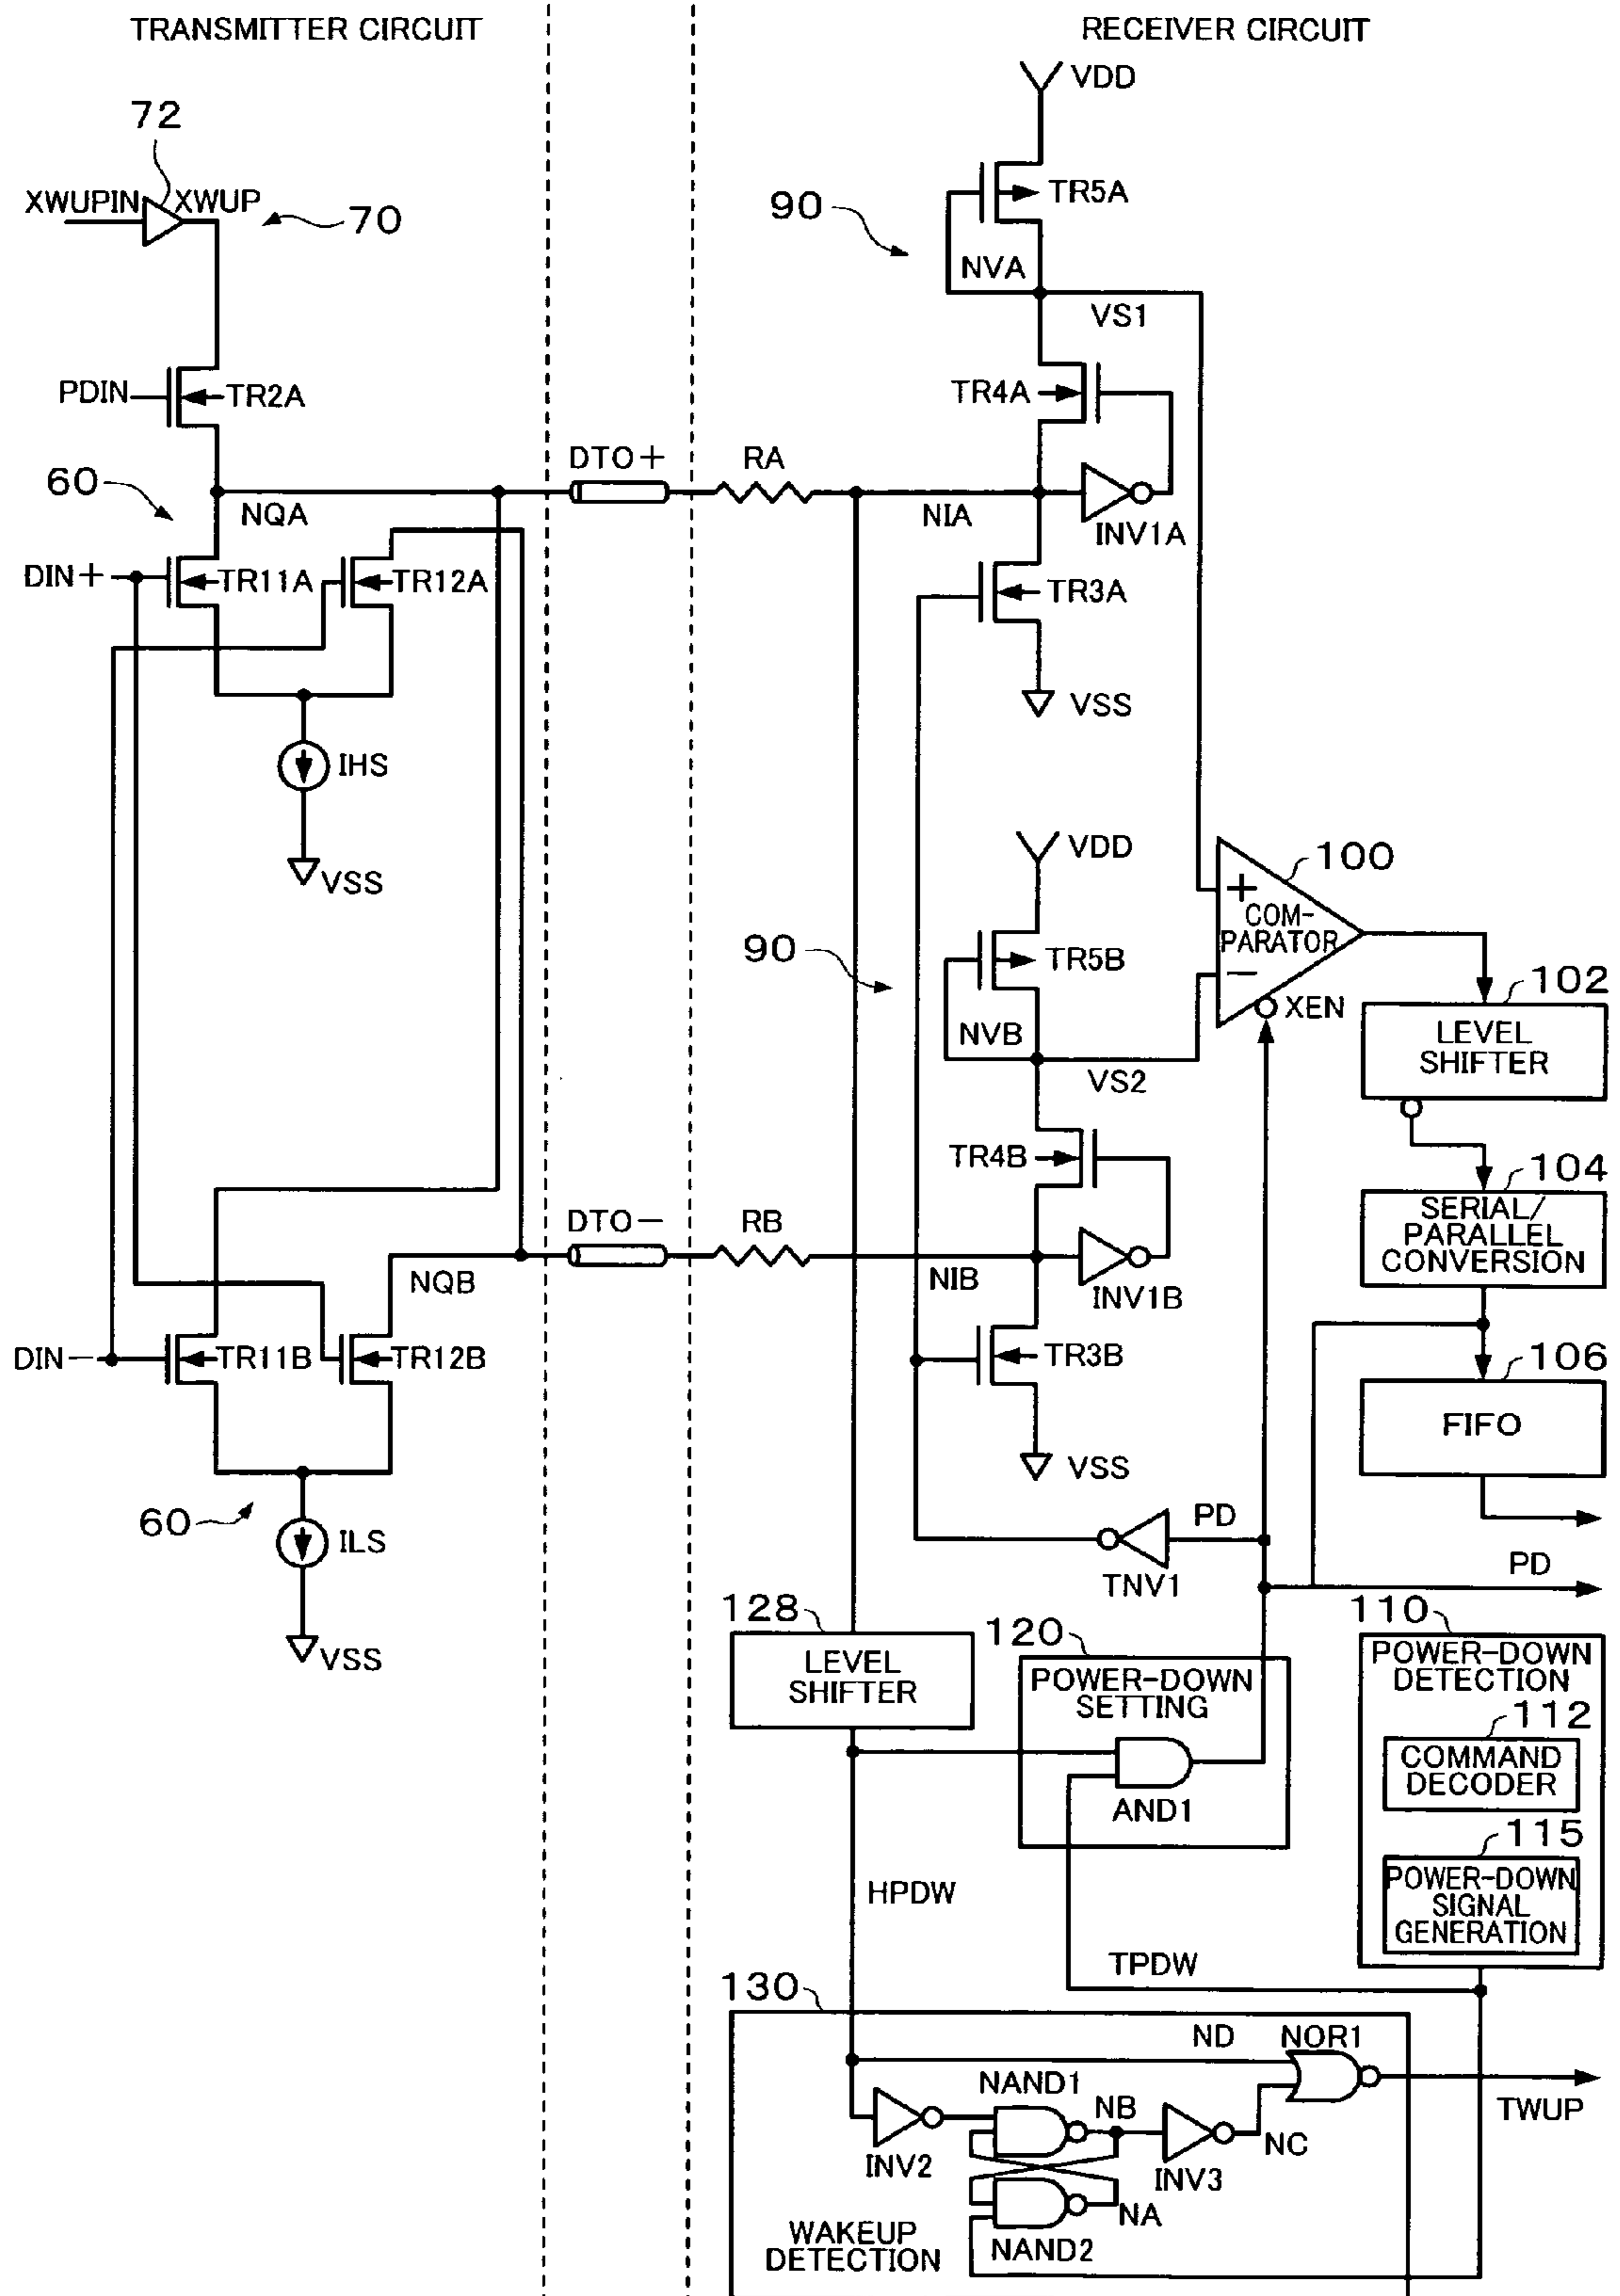 TRANSMITTER CIRCUIT
RECEIVER CIRCUIT
VDD
72
XWUPIN
XWUP
70
TR5A
90
NVA
VS1
PDIN
TR2A
TR4A
DTO+
RA
60
NQA
NIA
INV1A
DIN+
TR11A
TR12A
TR3A
VSS
IHS
VSS
VDD
100
+
COM-
PARATOR
−
90
TR5B
XEN
102
LEVEL
SHIFTER
NVB
VS2
TR4B
104
SERIAL/
PARALLEL
CONVERSION
DTO−
RB
NQB
NIB
INV1B
DIN−
TR11B
TR12B
TR3B
106
FIFO
VSS
60
ILS
PD
TNV1
PD
VSS
128
LEVEL
SHIFTER
120
POWER-DOWN
SETTING
AND1
110
POWER-DOWN
DETECTION
112
COMMAND
DECODER
115
POWER-DOWN
SIGNAL
GENERATION
HPDW
TPDW
130
ND
NOR1
NAND1
NB
TWUP
INV2
INV3
NC
NA
NAND2
WAKEUP
DETECTION